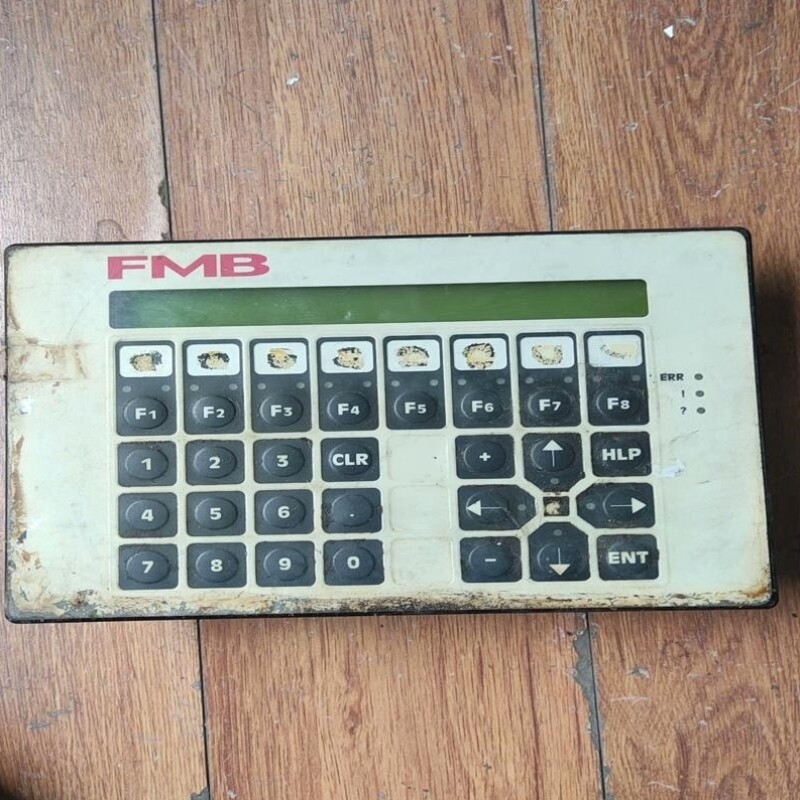 FMB
ERR
!
?
F1 F2 F3 F4 F5 F6 F7 F8
1 2 3 CLR + ↑ HLP
4 5 6 . ← →
7 8 9 0 − ↓ ENT